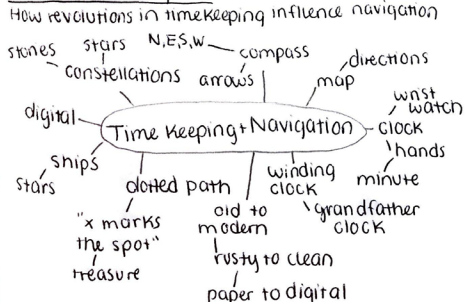 How revolutions in timekeeping influence navigation
stones
stars
N,E,S,W
compass
constellations
arrows
directions
map
digital
Time Keeping + Navigation
wrist
watch
clock
hands
minute
ships
stars
dotted path
"x marks
the spot"
treasure
old to
modern
rusty to clean
paper to digital
winding
clock
grandfather
clock